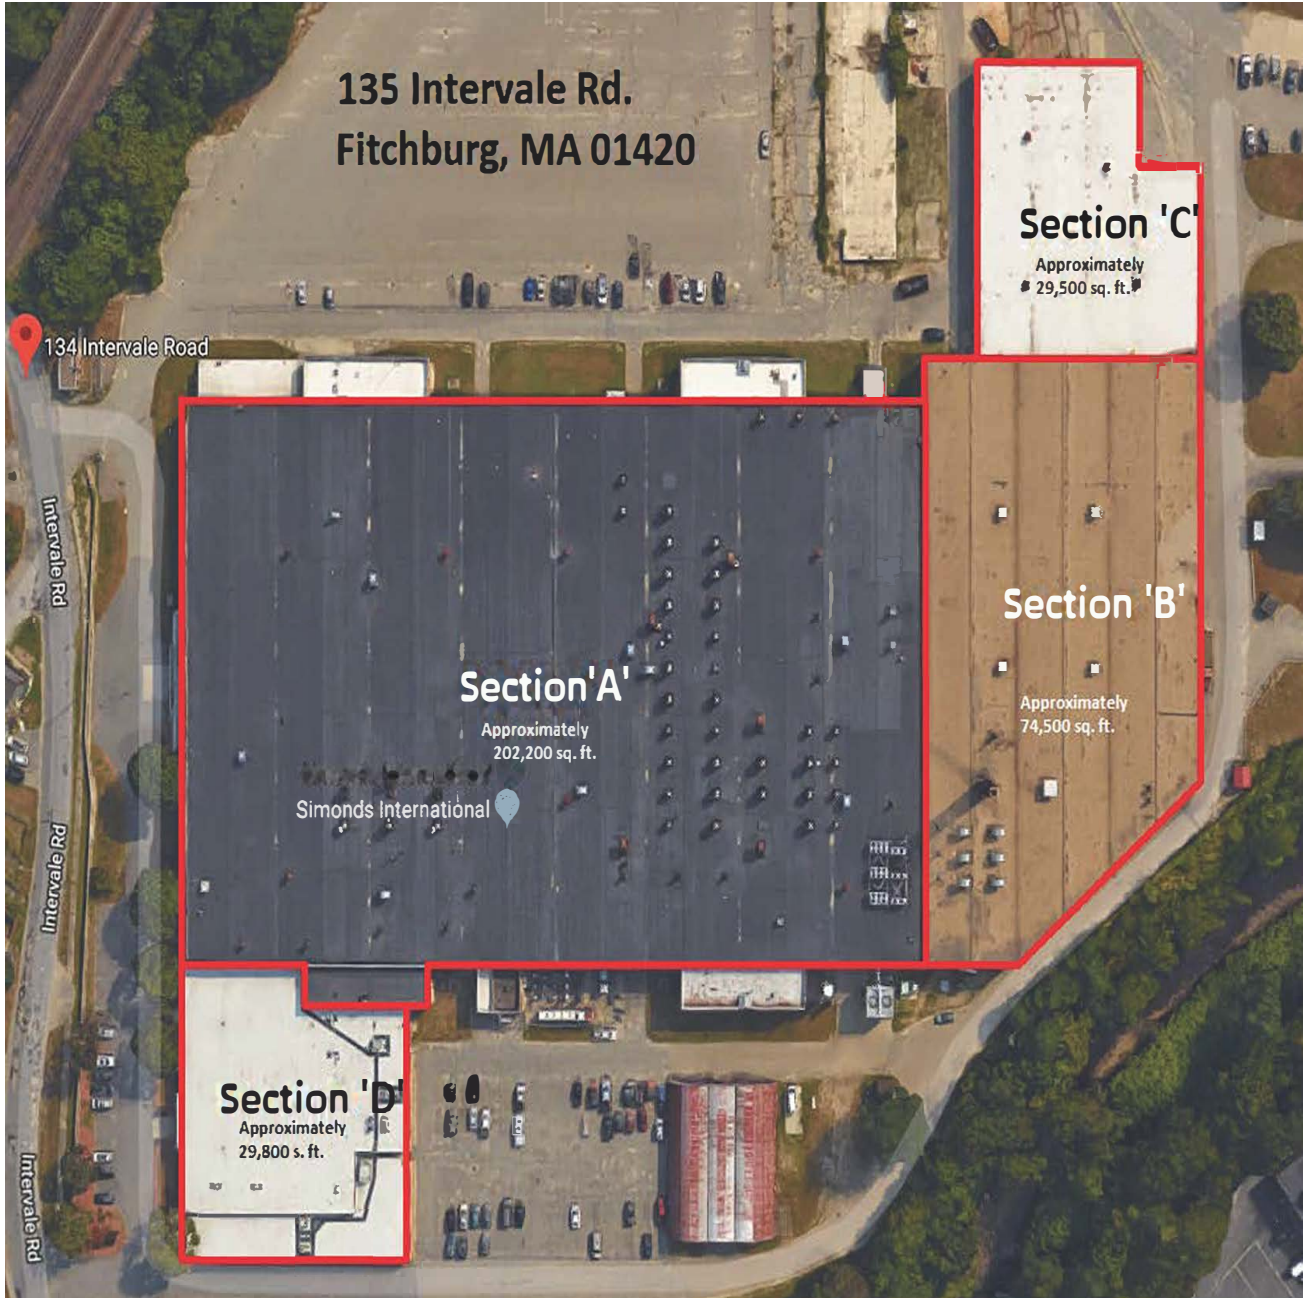 135 Intervale Rd.
Fitchburg, MA 01420
Section 'C'
Approximately
29,500 sq. ft.
134 Intervale Road
Intervale Rd
Section 'B'
Approximately
74,500 sq. ft.
Section'A'
Approximately
202,200 sq. ft.
Simonds International
Intervale Rd
Section 'D'
Approximately
29,800 s. ft.
Intervale Rd